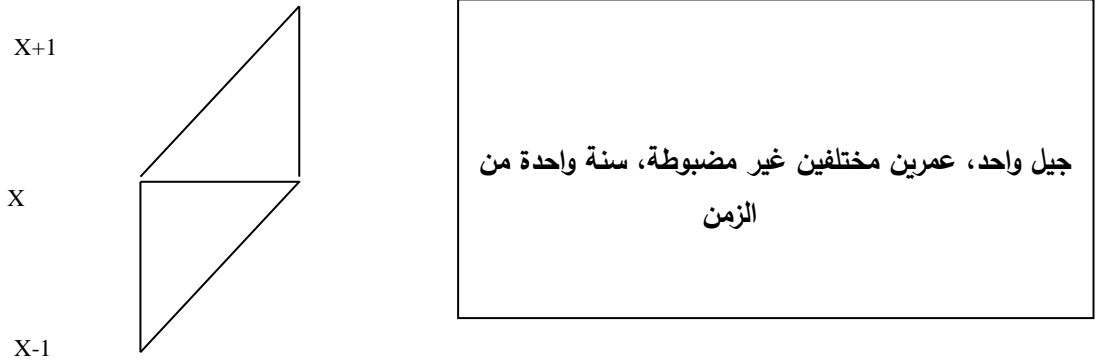 X+1
X
X-1
جيل واحد، عمرين مختلفين غير مضبوطة، سنة واحدة من
الزمن